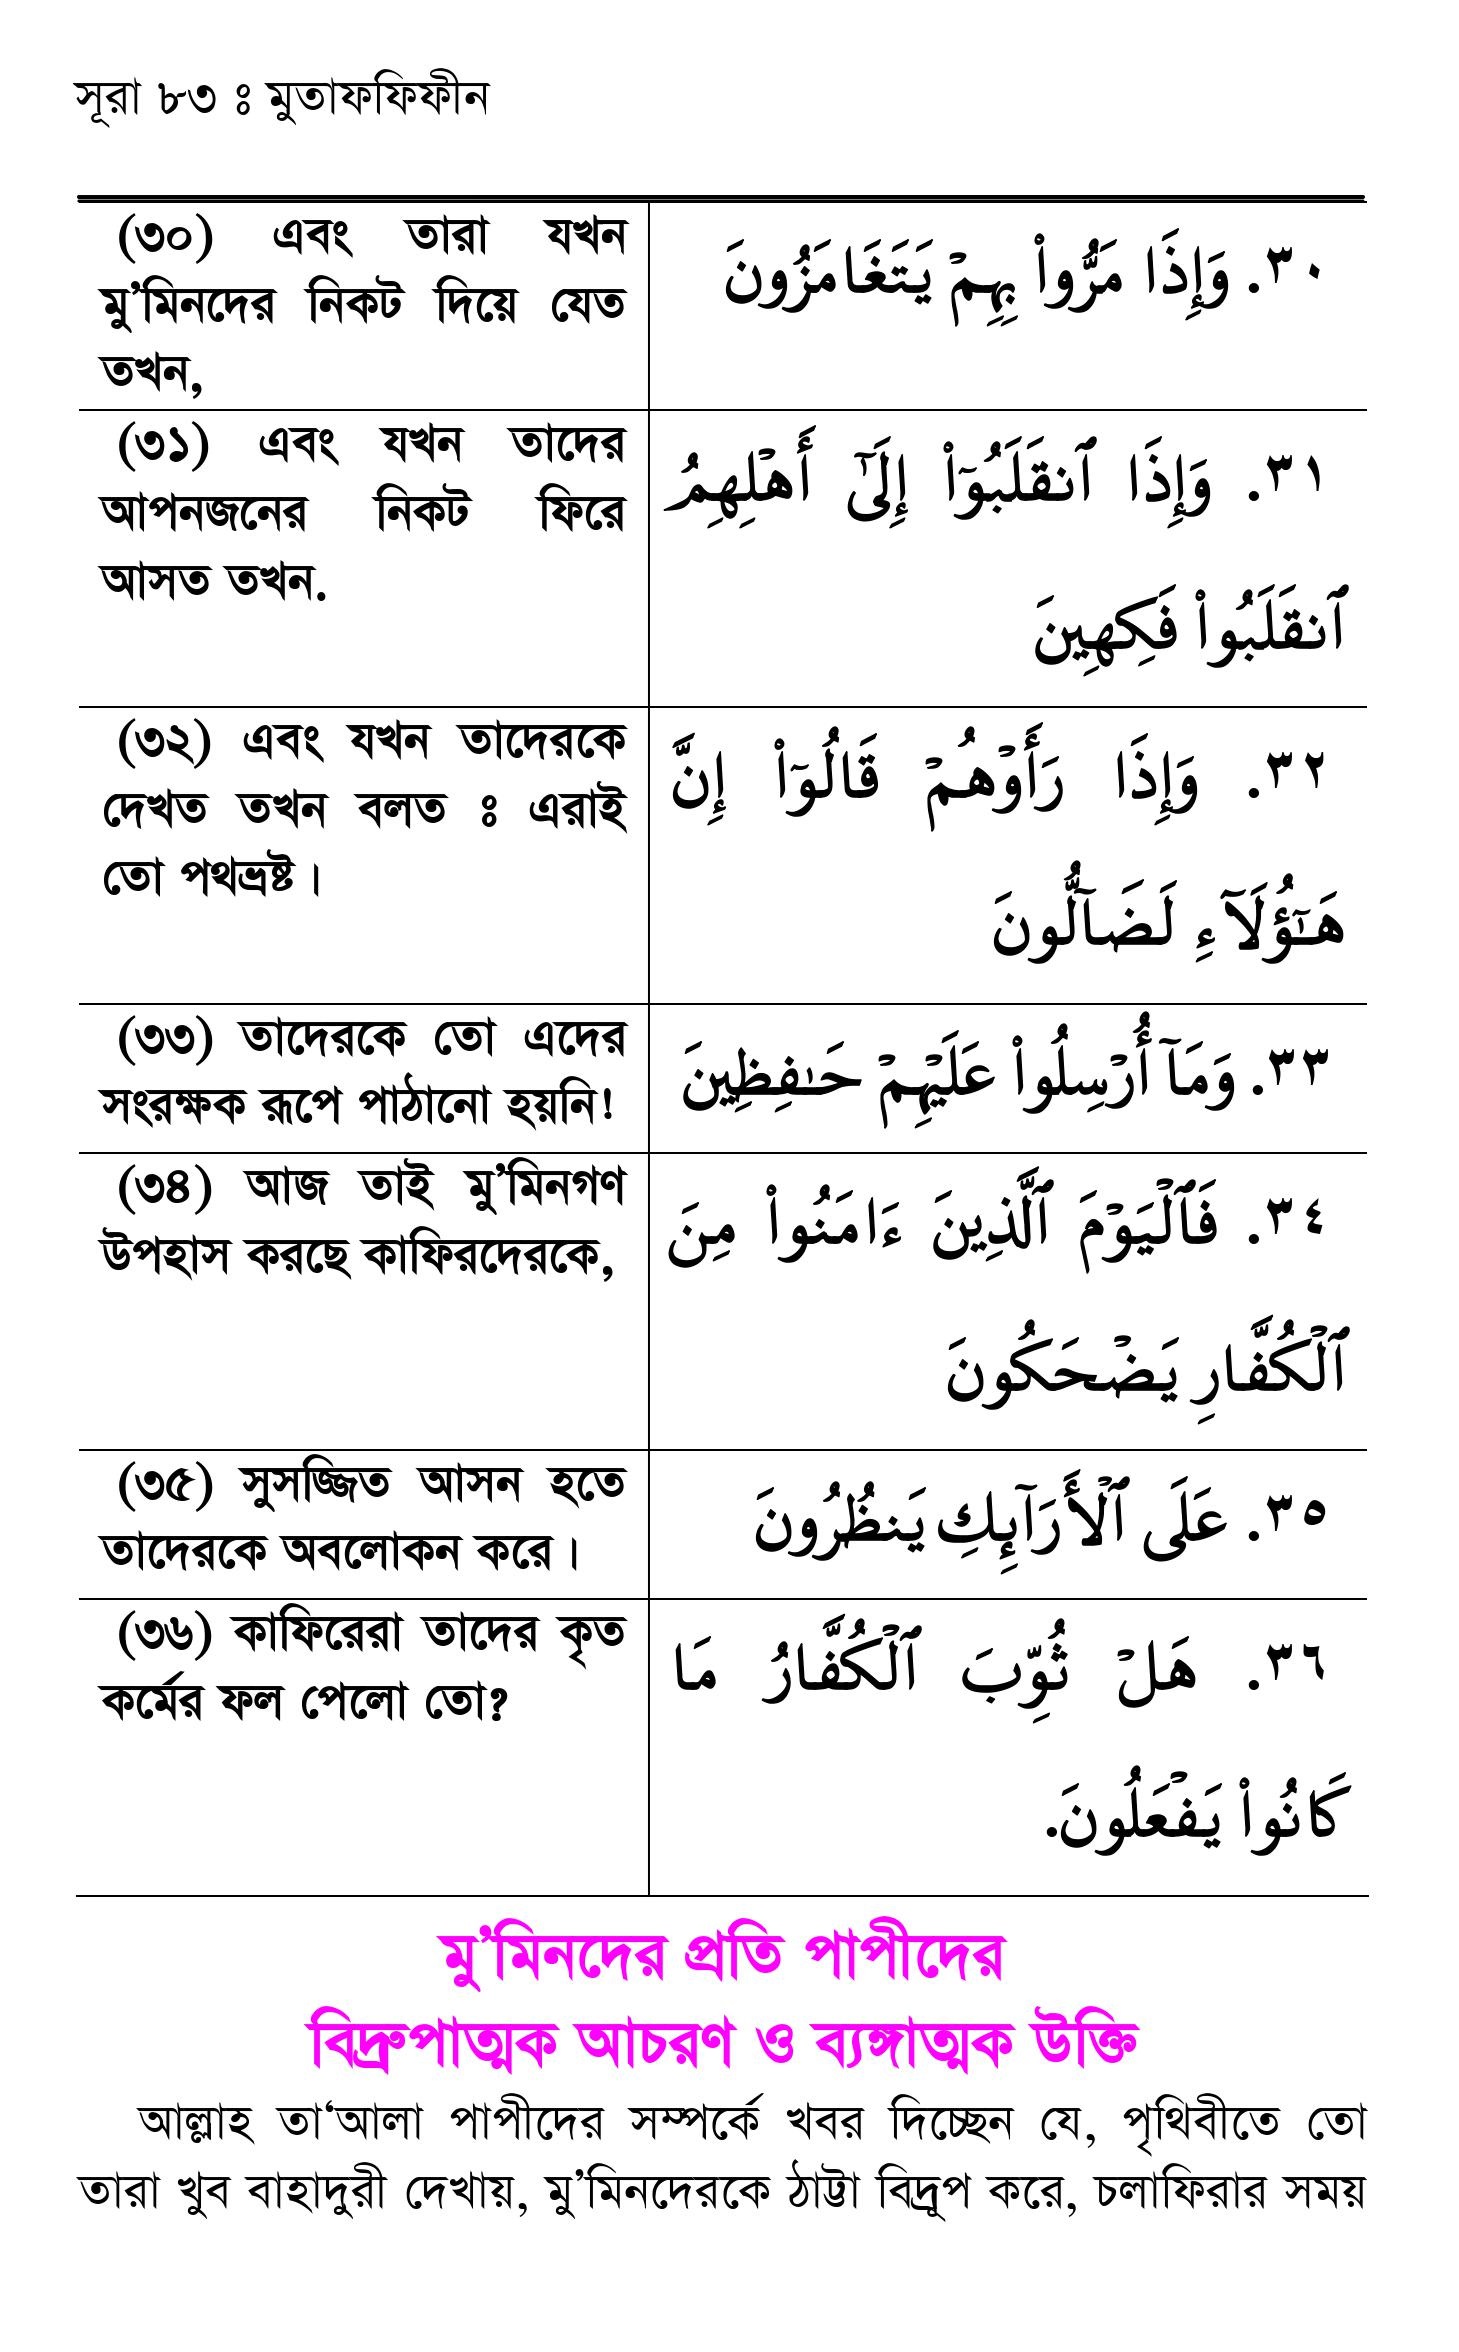 সূরা ৮৩ ঃ মুতাফফিফীন
(৩০) এবং তারা যখন
মু’মিনদের নিকট দিয়ে যেত
তখন,
٣٠. وَإِذَا مَرُّوا۟ بِهِمْ يَتَغَامَزُونَ
(৩১) এবং যখন তাদের
আপনজনের নিকট ফিরে
আসত তখন.
٣١. وَإِذَا ٱنقَلَبُوٓا۟ إِلَىٰٓ أَهْلِهِمُ
ٱنقَلَبُوا۟ فَكِهِينَ
(৩২) এবং যখন তাদেরকে
দেখত তখন বলত ঃ এরাই
তো পথভ্রষ্ট।
٣٢. وَإِذَا رَأَوْهُمْ قَالُوٓا۟ إِنَّ
هَـٰٓؤُلَآءِ لَضَآلُّونَ
(৩৩) তাদেরকে তো এদের
সংরক্ষক রূপে পাঠানো হয়নি!
٣٣. وَمَآ أُرْسِلُوا۟ عَلَيْهِمْ حَـٰفِظِينَ
(৩৪) আজ তাই মু’মিনগণ
উপহাস করছে কাফিরদেরকে,
٣٤. فَٱلْيَوْمَ ٱلَّذِينَ ءَامَنُوا۟ مِنَ
ٱلْكُفَّارِ يَضْحَكُونَ
(৩৫) সুসজ্জিত আসন হতে
তাদেরকে অবলোকন করে।
٣٥. عَلَى ٱلْأَرَآئِكِ يَنظُرُونَ
(৩৬) কাফিরেরা তাদের কৃত
কর্মের ফল পেলো তো?
٣٦. هَلْ ثُوِّبَ ٱلْكُفَّارُ مَا
كَانُوا۟ يَفْعَلُونَ.
মু’মিনদের প্রতি পাপীদের
বিদ্রুপাত্মক আচরণ ও ব্যঙ্গাত্মক উক্তি
আল্লাহ তা‘আলা পাপীদের সম্পর্কে খবর দিচ্ছেন যে, পৃথিবীতে তো
তারা খুব বাহাদুরী দেখায়, মু’মিনদেরকে ঠাট্টা বিদ্রূপ করে, চলাফিরার সময়